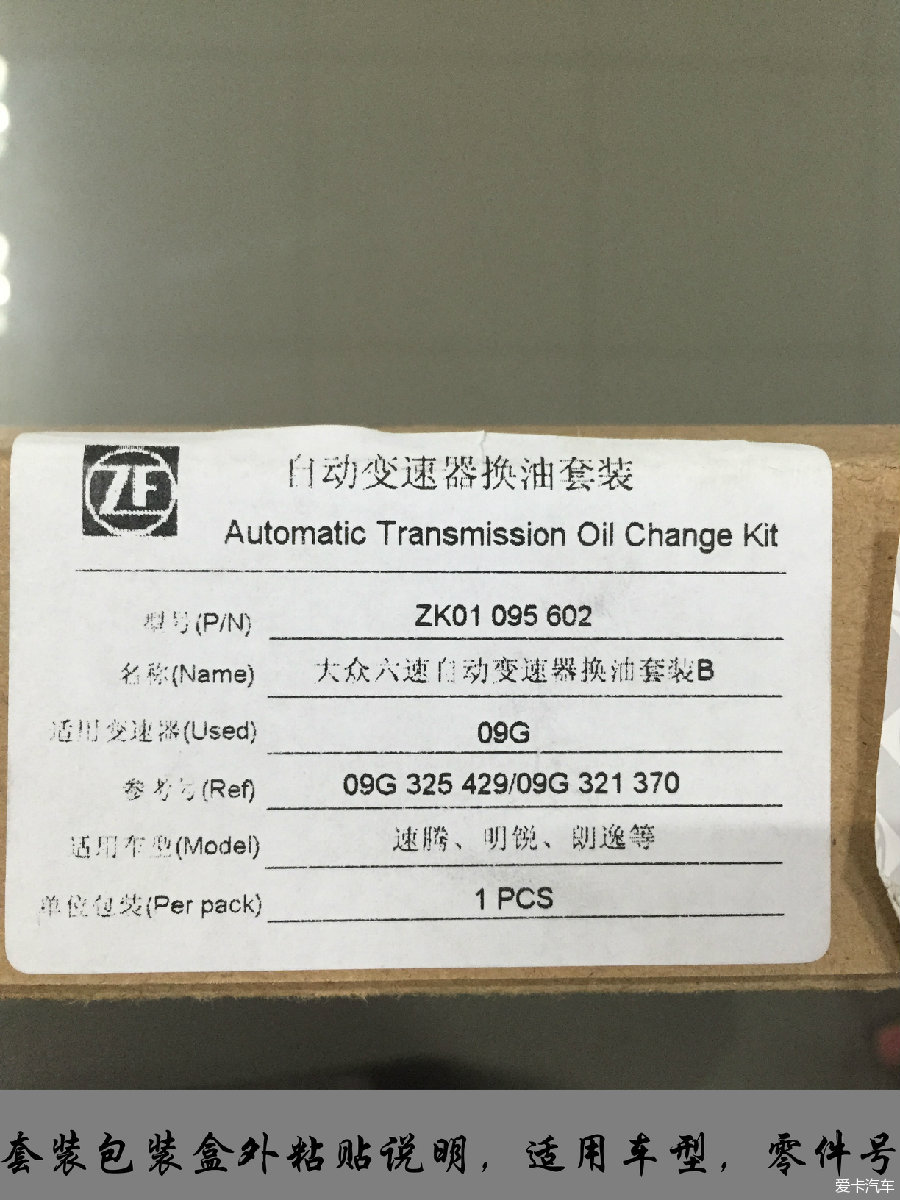 ZF
自动变速器换油套装
Automatic Transmission Oil Change Kit
型号(P/N) ZK01 095 602
名称(Name) 大众六速自动变速器换油套装B
适用变速器(Used) 09G
参考号(Ref) 09G 325 429/09G 321 370
适用车型(Model) 速腾、明锐、朗逸等
单位包装(Per pack) 1 PCS
套装包装盒外粘贴说明，适用车型，零件号
爱卡汽车